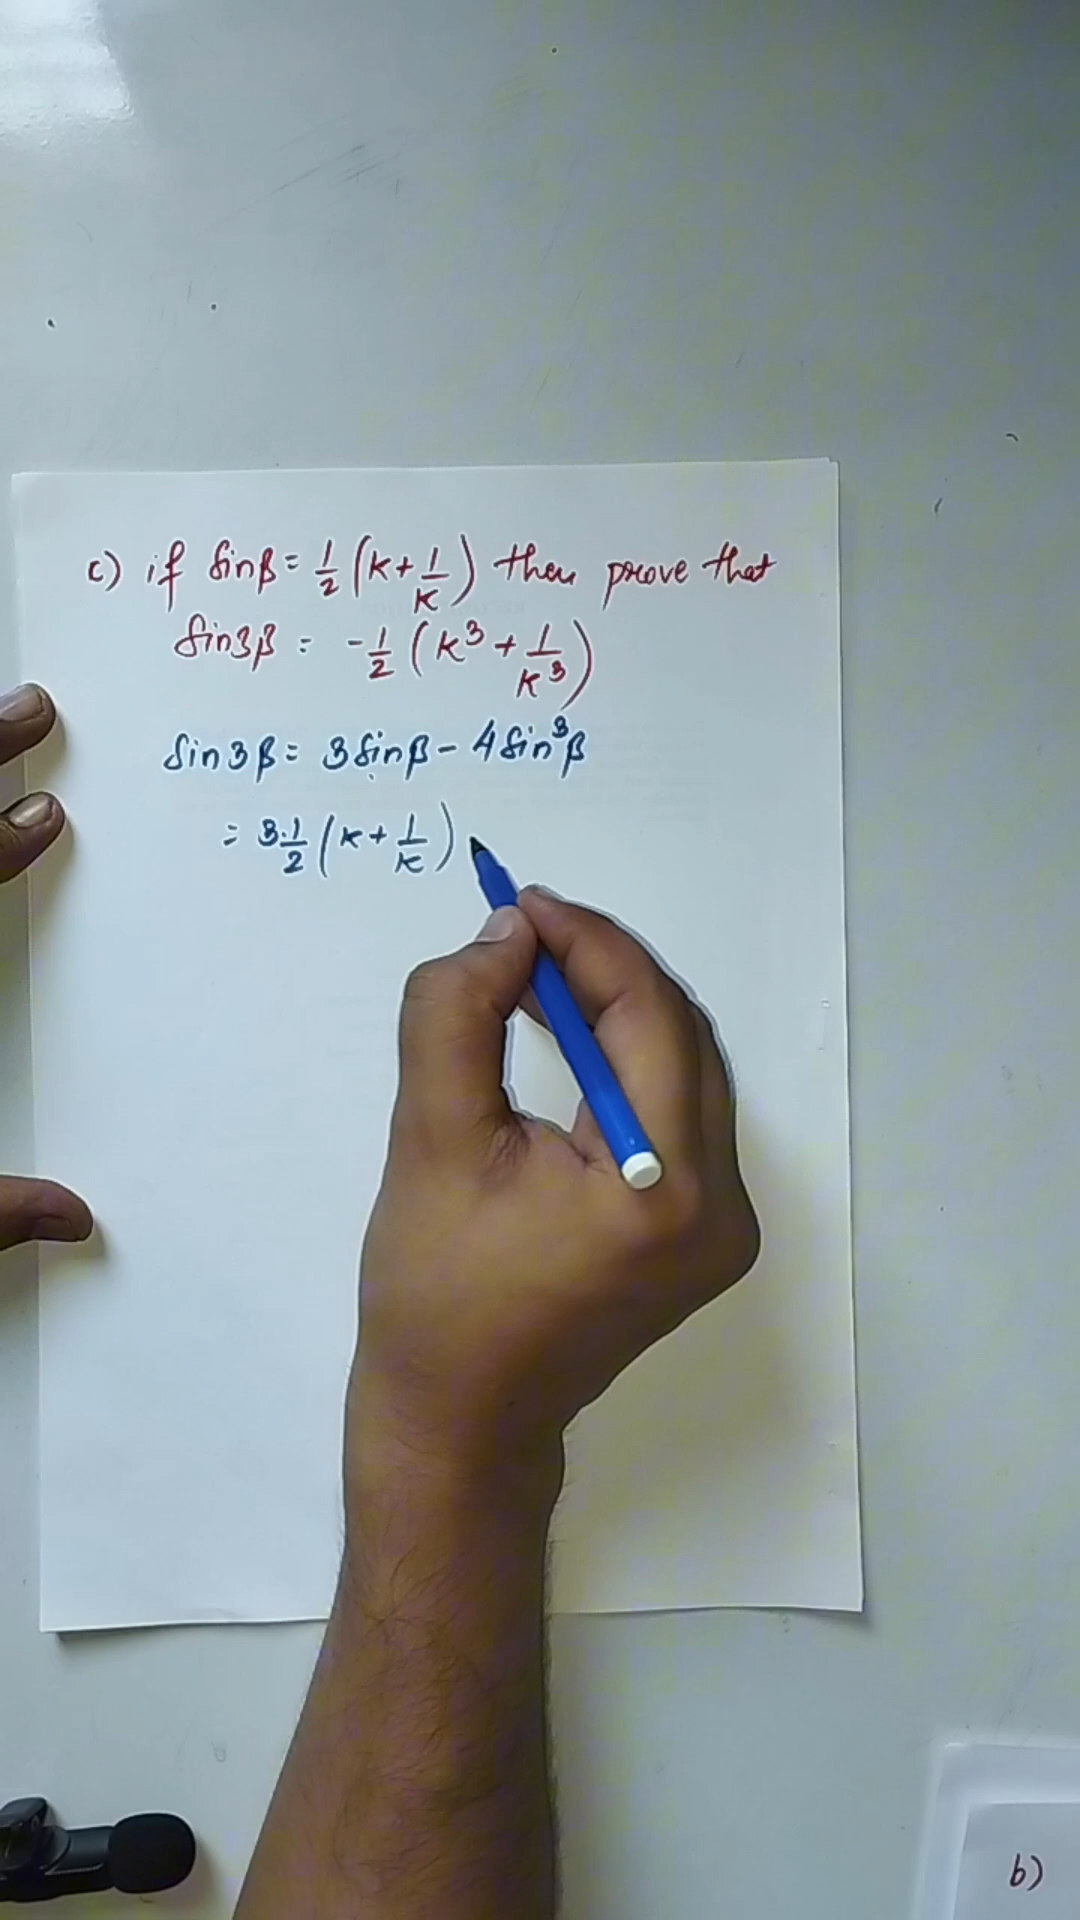 c) if sinβ = 1/2 (k + 1/k) then prove that
sin3β = -1/2 (k³ + 1/k³)
sin3β = 3sinβ - 4sin³β
= 3·1/2 (k + 1/k)
b)